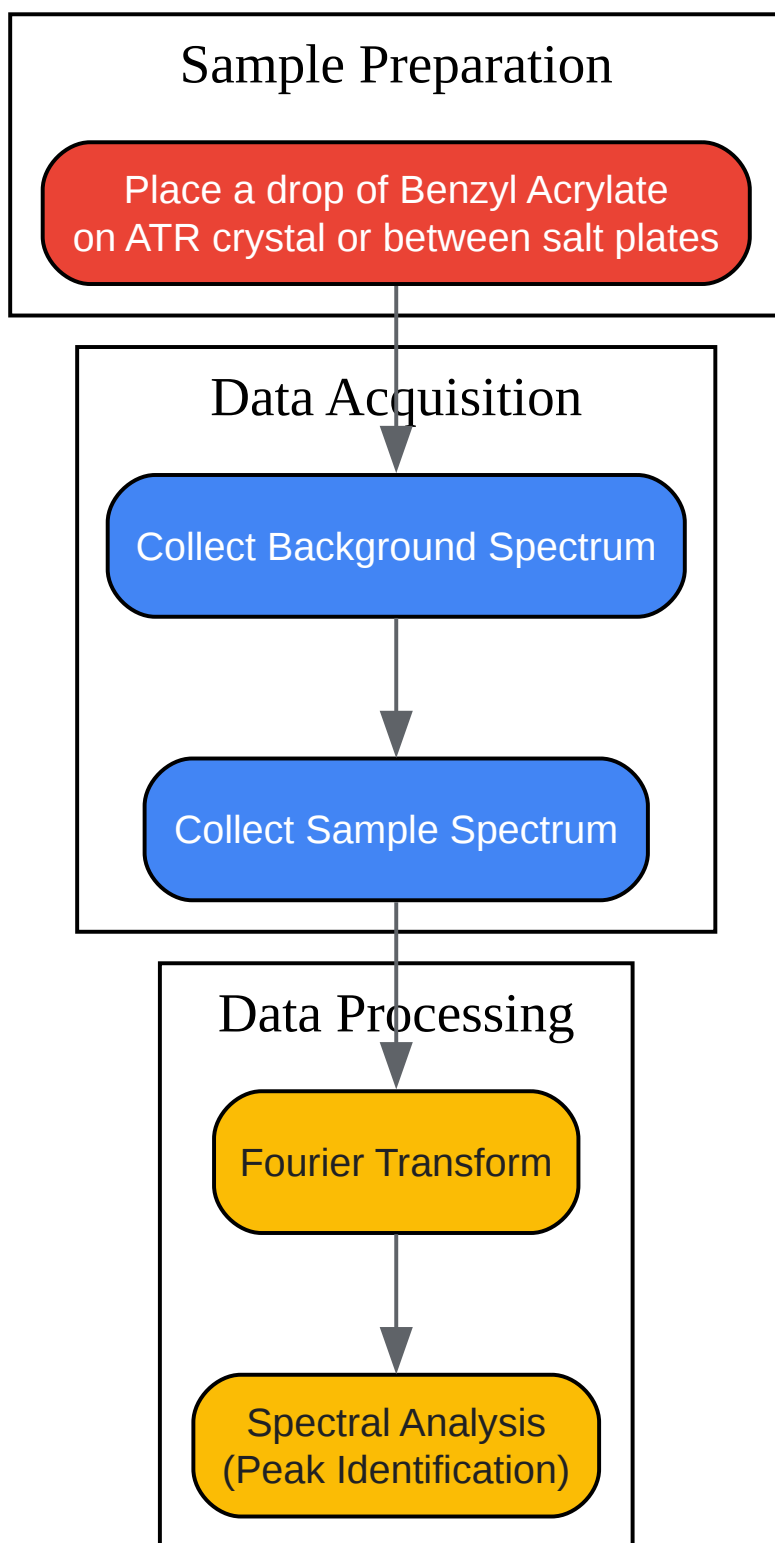 Sample Preparation
Place a drop of Benzyl Acrylate
on ATR crystal or between salt plates
Data Acquisition
Collect Background Spectrum
Collect Sample Spectrum
Data Processing
Fourier Transform
Spectral Analysis
(Peak Identification)